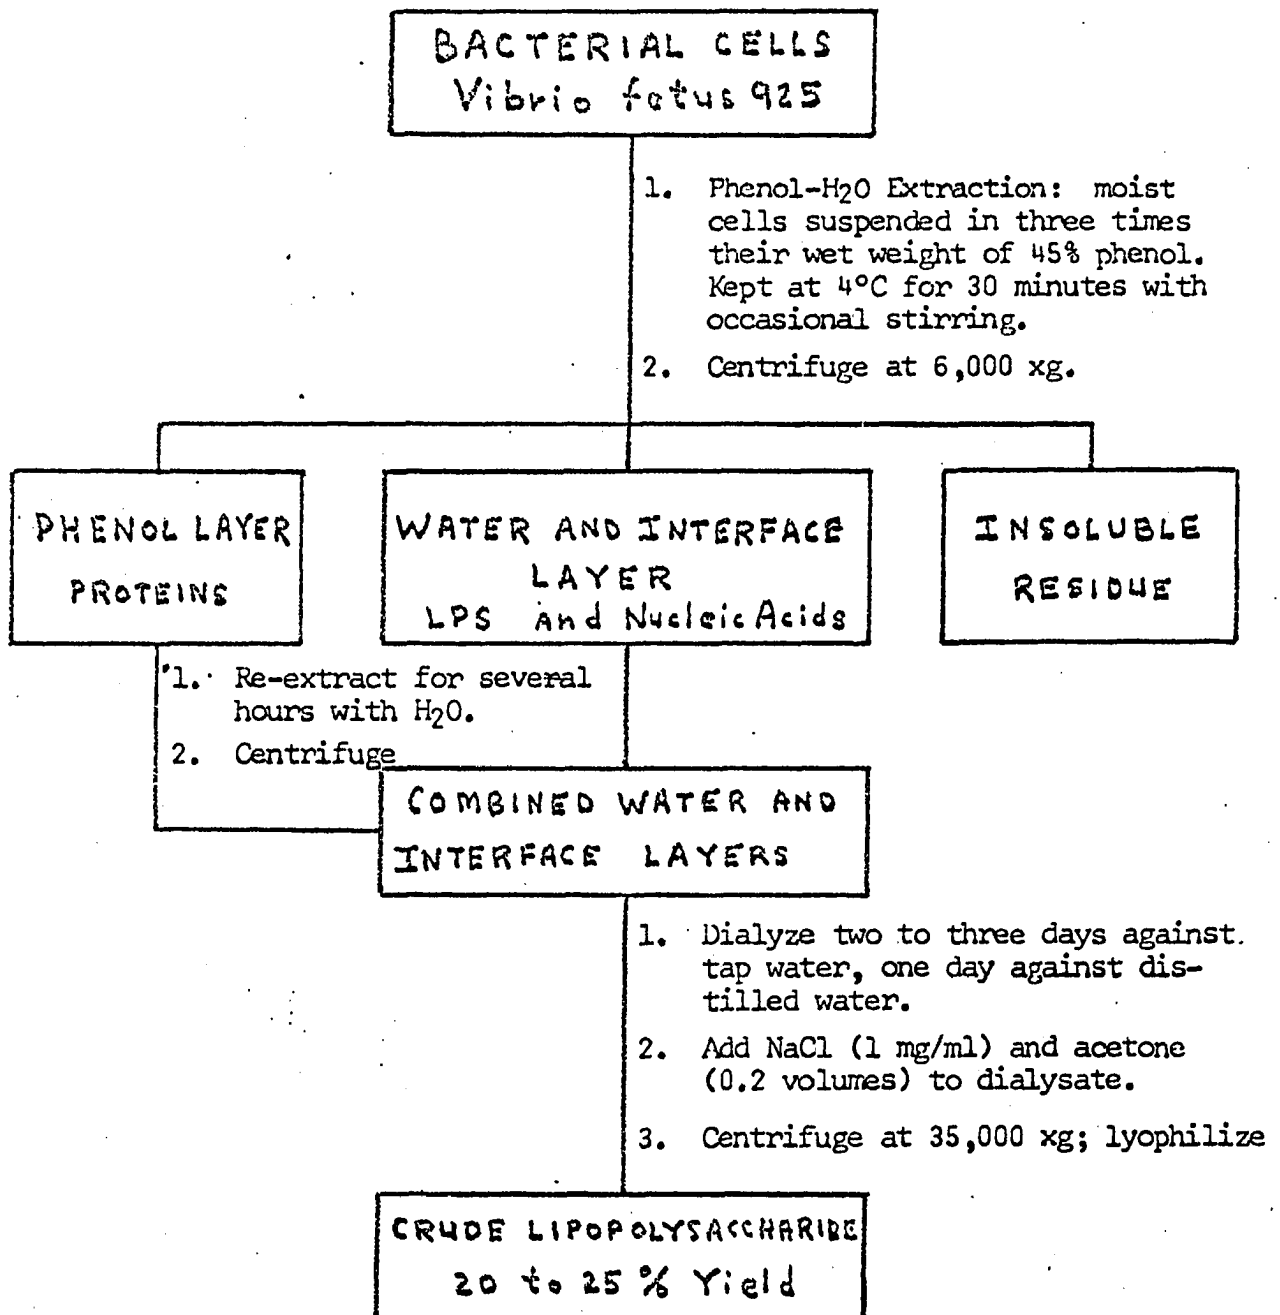 BACTERIAL CELLS
Vibrio fetus 925
1. Phenol-H2O Extraction: moist
cells suspended in three times
their wet weight of 45% phenol.
Kept at 4°C for 30 minutes with
occasional stirring.
2. Centrifuge at 6,000 xg.
PHENOL LAYER
PROTEINS
WATER AND INTERFACE
LAYER
LPS and Nucleic Acids
INSOLUBLE
RESIDUE
1. Re-extract for several
hours with H2O.
2. Centrifuge
COMBINED WATER AND
INTERFACE LAYERS
1. Dialyze two to three days against
tap water, one day against dis-
tilled water.
2. Add NaCl (1 mg/ml) and acetone
(0.2 volumes) to dialysate.
3. Centrifuge at 35,000 xg; lyophilize
CRUDE LIPOPOLYSACCHARIDE
20 to 25% Yield